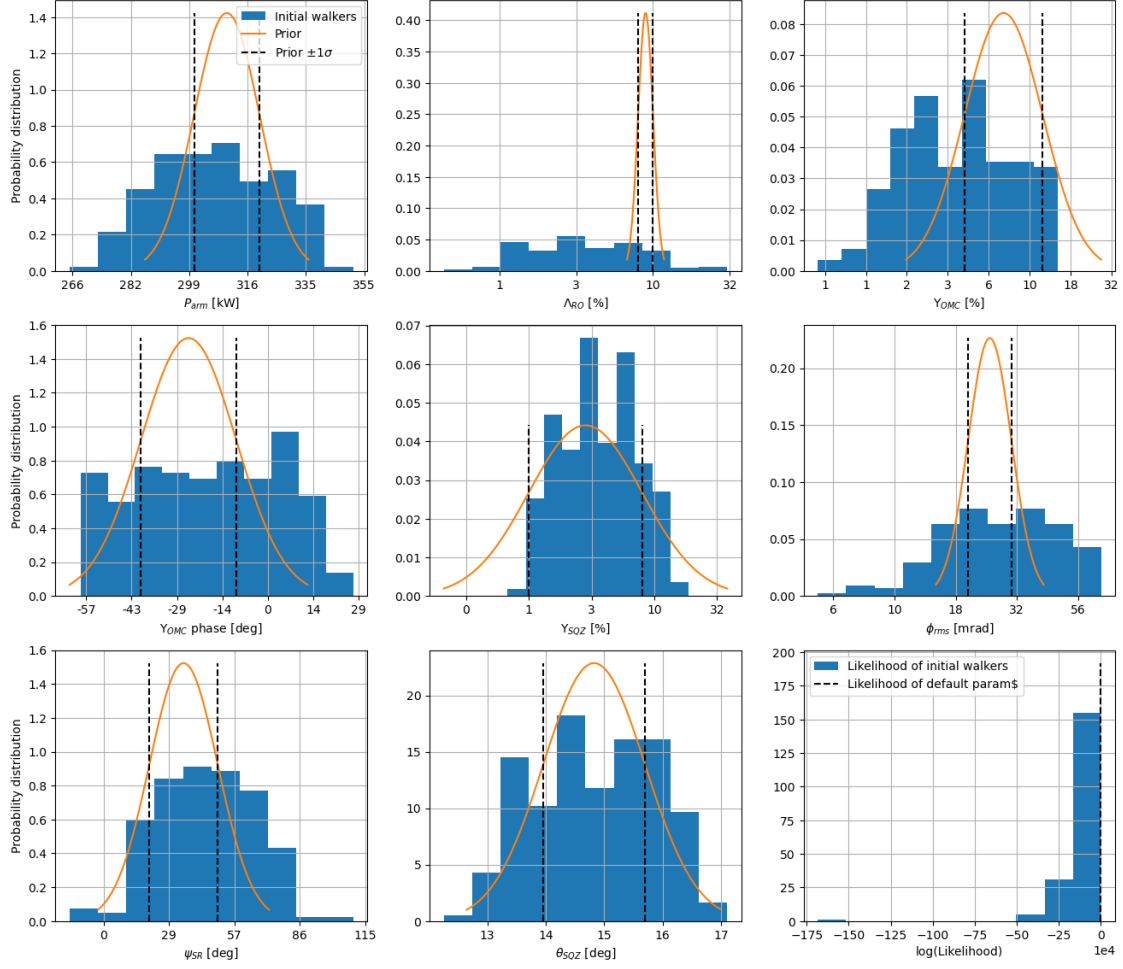 1.4
1.2
1.0
0.8
0.6
0.4
0.2
0.0
Probability distribution
266 282 299 316 335 355
P_arm [kW]
Initial walkers
Prior
Prior ±1σ
0.40
0.35
0.30
0.25
0.20
0.15
0.10
0.05
0.00
1 3 10 32
Λ_RO [%]
0.08
0.07
0.06
0.05
0.04
0.03
0.02
0.01
0.00
1 1 2 3 6 10 18 32
Υ_OMC [%]
1.6
1.4
1.2
1.0
0.8
0.6
0.4
0.2
0.0
Probability distribution
-57 -43 -29 -14 0 14 29
Υ_OMC phase [deg]
0.07
0.06
0.05
0.04
0.03
0.02
0.01
0.00
0 1 3 10 32
Υ_SQZ [%]
0.20
0.15
0.10
0.05
0.00
6 10 18 32 56
ϕ_rms [mrad]
1.6
1.4
1.2
1.0
0.8
0.6
0.4
0.2
0.0
Probability distribution
0 29 57 86 115
ψ_SR [deg]
20
15
10
5
0
13 14 15 16 17
θ_SQZ [deg]
200
175
150
125
100
75
50
25
0
Likelihood of initial walkers
Likelihood of default param$
-175 -150 -100 -50 -25 0
1e4
log(Likelihood)